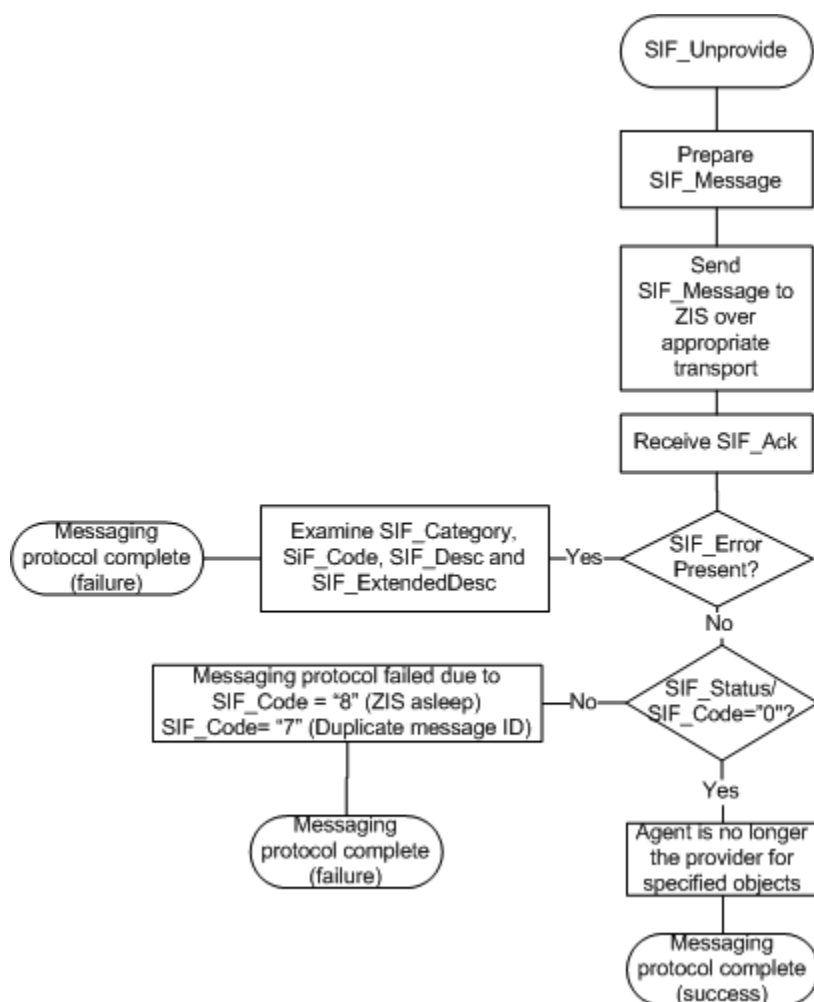 SIF_Unprovide
Prepare
SIF_Message
Send
SIF_Message to
ZIS over
appropriate
transport
Receive SIF_Ack
SIF_Error
Present?
Yes
Examine SIF_Category,
SiF_Code, SIF_Desc and
SIF_ExtendedDesc
Messaging
protocol complete
(failure)
No
SIF_Status/
SIF_Code="0"?
No
Messaging protocol failed due to
SIF_Code = “8” (ZIS asleep)
SIF_Code= “7” (Duplicate message ID)
Messaging
protocol complete
(failure)
Yes
Agent is no longer
the provider for
specified objects
Messaging
protocol complete
(success)